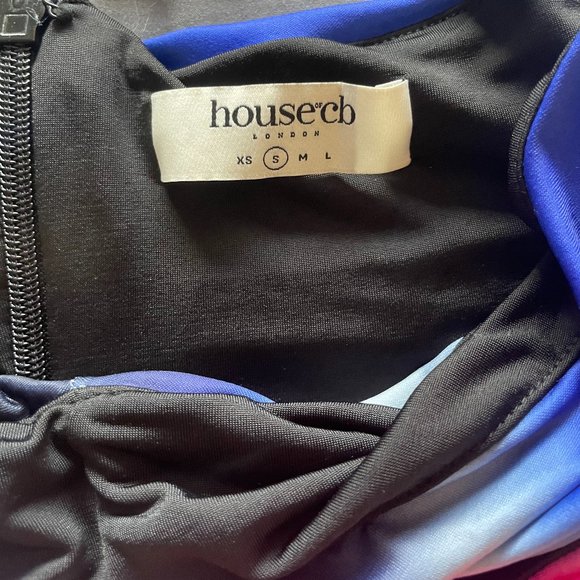 house OF cb
LONDON
XS S M L